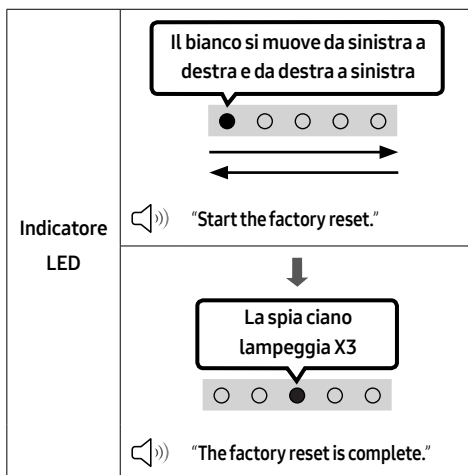 Il bianco si muove da sinistra a
destra e da destra a sinistra
"Start the factory reset."
Indicatore
LED
La spia ciano
lampeggia X3
"The factory reset is complete."